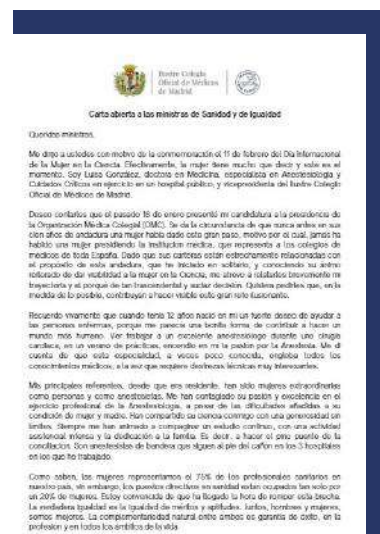 Ilustre Colegio
Oficial de Médicos
de Madrid
Carta abierta a las ministras de Sanidad y de Igualdad
Queridas ministras,
Me dirijo a ustedes con motivo de la conmemoración el 11 de febrero del Día Internacional
de la Mujer en la Ciencia. Efectivamente, la mujer tiene mucho que decir y este es el
momento. Soy Luisa González, doctora en Medicina, especialista en Anestesiología y
Cuidados Críticos en ejercicio en un hospital público, y vicepresidenta del Ilustre Colegio
Oficial de Médicos de Madrid.
Deseo contarles que el pasado 18 de enero presenté mi candidatura a la presidencia de
la Organización Médica Colegial (OMC). Se da la circunstancia de que nunca antes en sus
cien años de andadura una mujer había dado este gran paso, motivo por el cual, jamás ha
habido una mujer presidiendo la institución médica, que representa a los colegios de
médicos de toda España. Dado que sus carteras están estrechamente relacionadas con
el propósito de esta andadura, que he iniciado en solitario, y conociendo su ánimo
reiterado de dar visibilidad a la mujer en la Ciencia, me atrevo a relatarles brevemente mi
trayectoria y el porqué de tan trascendental y audaz decisión. Quisiera pedirles que, en la
medida de lo posible, contribuyan a hacer visible este gran reto ilusionante.
Recuerdo vivamente que cuando tenía 12 años nació en mí un fuerte deseo de ayudar a
las personas enfermas, porque me parecía una bonita forma de contribuir a hacer un
mundo más humano. Ver trabajar a un excelente anestesiólogo durante una cirugía
cardíaca, en un verano de prácticas, encendió en mí la pasión por la Anestesia. Me di
cuenta de que esta especialidad, a veces poco conocida, engloba todos los
conocimientos médicos, a la vez que requiere destrezas técnicas muy interesantes.
Mis principales referentes, desde que era residente, han sido mujeres extraordinarias
como personas y como anestesistas. Me han contagiado su pasión y excelencia en el
ejercicio profesional de la Anestesiología, a pesar de las dificultades añadidas a su
condición de mujer y madre. Han compartido su ciencia conmigo con una generosidad sin
límites. Siempre me han animado a compaginar un estudio continuo, con una actividad
asistencial intensa y la dedicación a la familia. Es decir, a hacer el pino puente de la
conciliación. Son anestesistas de bandera que siguen al pie del cañón en los 3 hospitales
en los que he trabajado.
Como saben, las mujeres representamos el 75% de los profesionales sanitarios en
nuestro país, sin embargo, los puestos directivos en sanidad están ocupados tan solo por
un 20% de mujeres. Estoy convencida de que ha llegado la hora de romper esta brecha.
La verdadera igualdad es la igualdad de méritos y aptitudes. Juntos, hombres y mujeres,
somos mejores. La complementariedad natural entre ambos es garantía de éxito, en la
profesión y en todos los ámbitos de la vida.